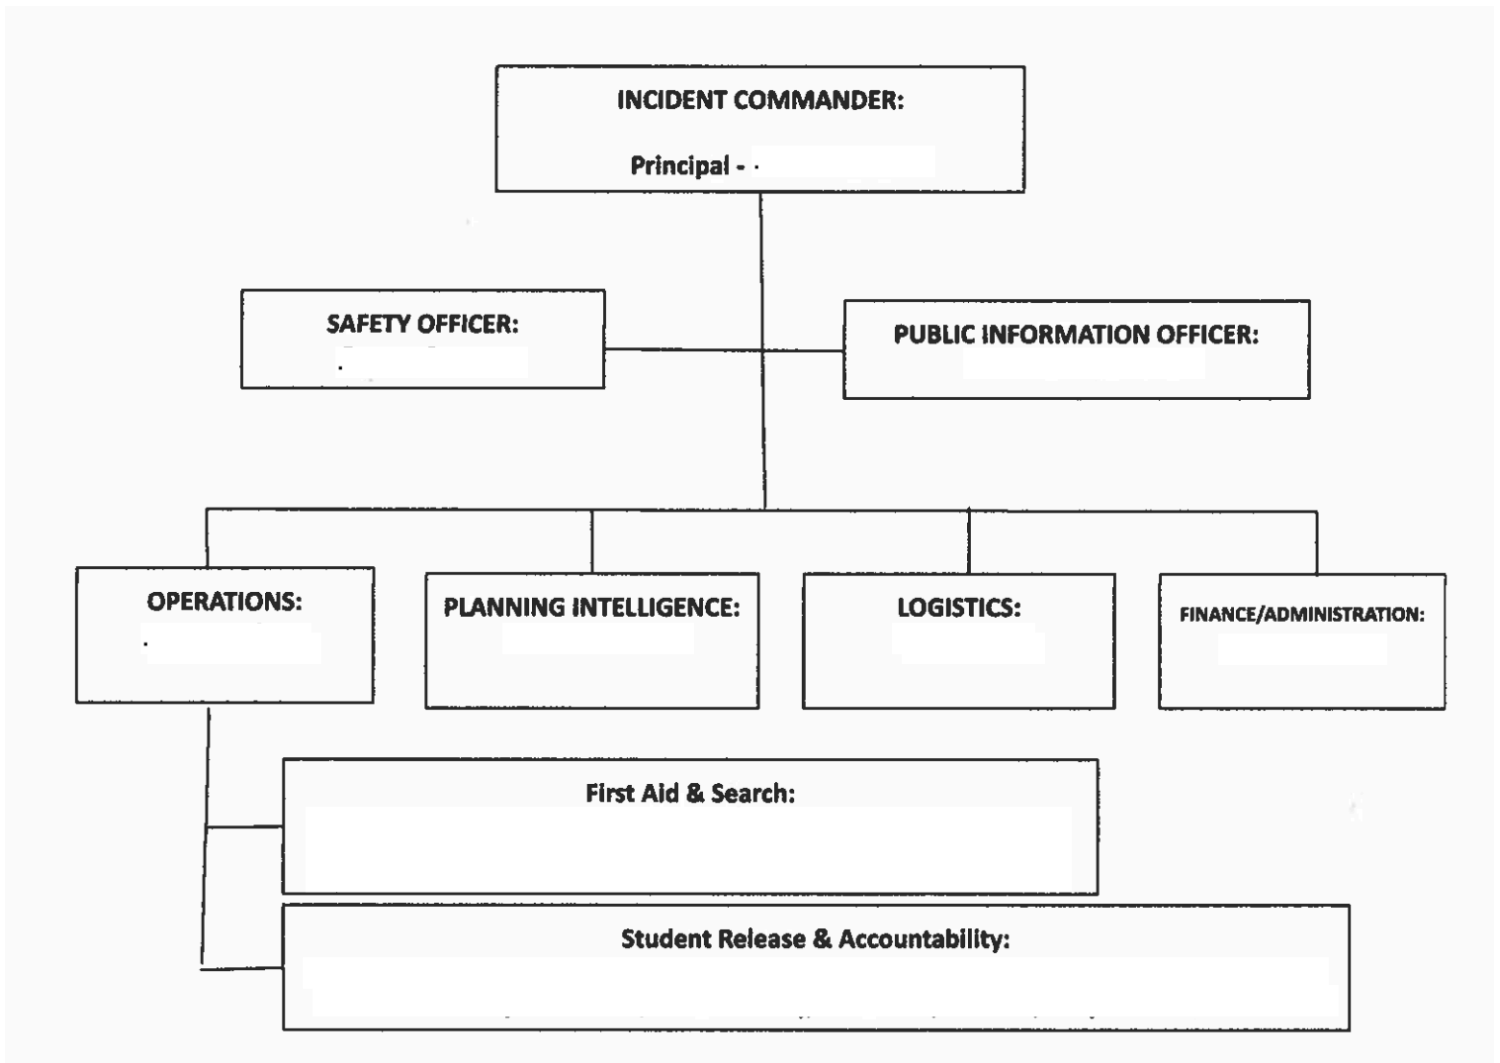 INCIDENT COMMANDER:
Principal -
SAFETY OFFICER:
PUBLIC INFORMATION OFFICER:
OPERATIONS:
PLANNING INTELLIGENCE:
LOGISTICS:
FINANCE/ADMINISTRATION:
First Aid & Search:
Student Release & Accountability: